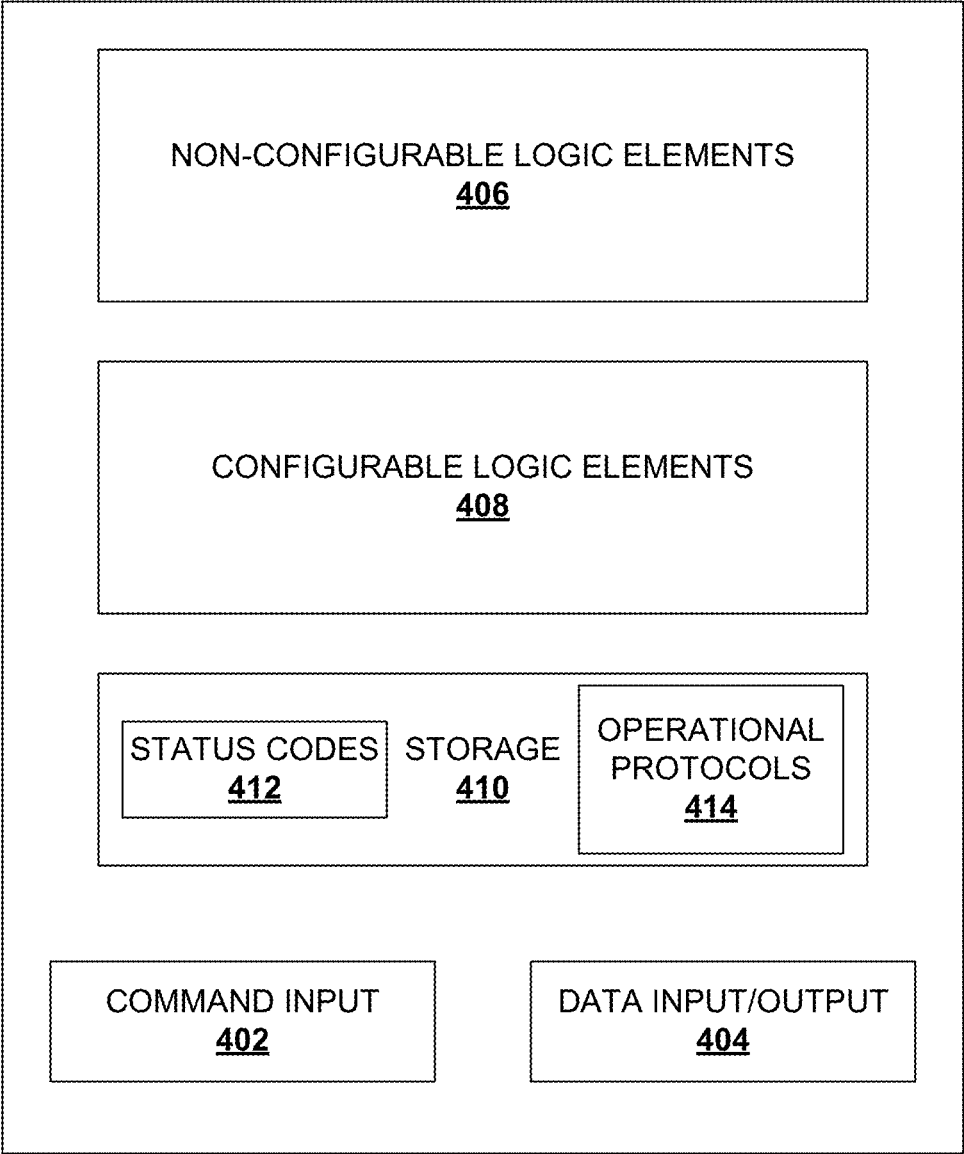 NON-CONFIGURABLE LOGIC ELEMENTS
406
CONFIGURABLE LOGIC ELEMENTS
408
STATUS CODES
412
STORAGE
410
OPERATIONAL
PROTOCOLS
414
COMMAND INPUT
402
DATA INPUT/OUTPUT
404